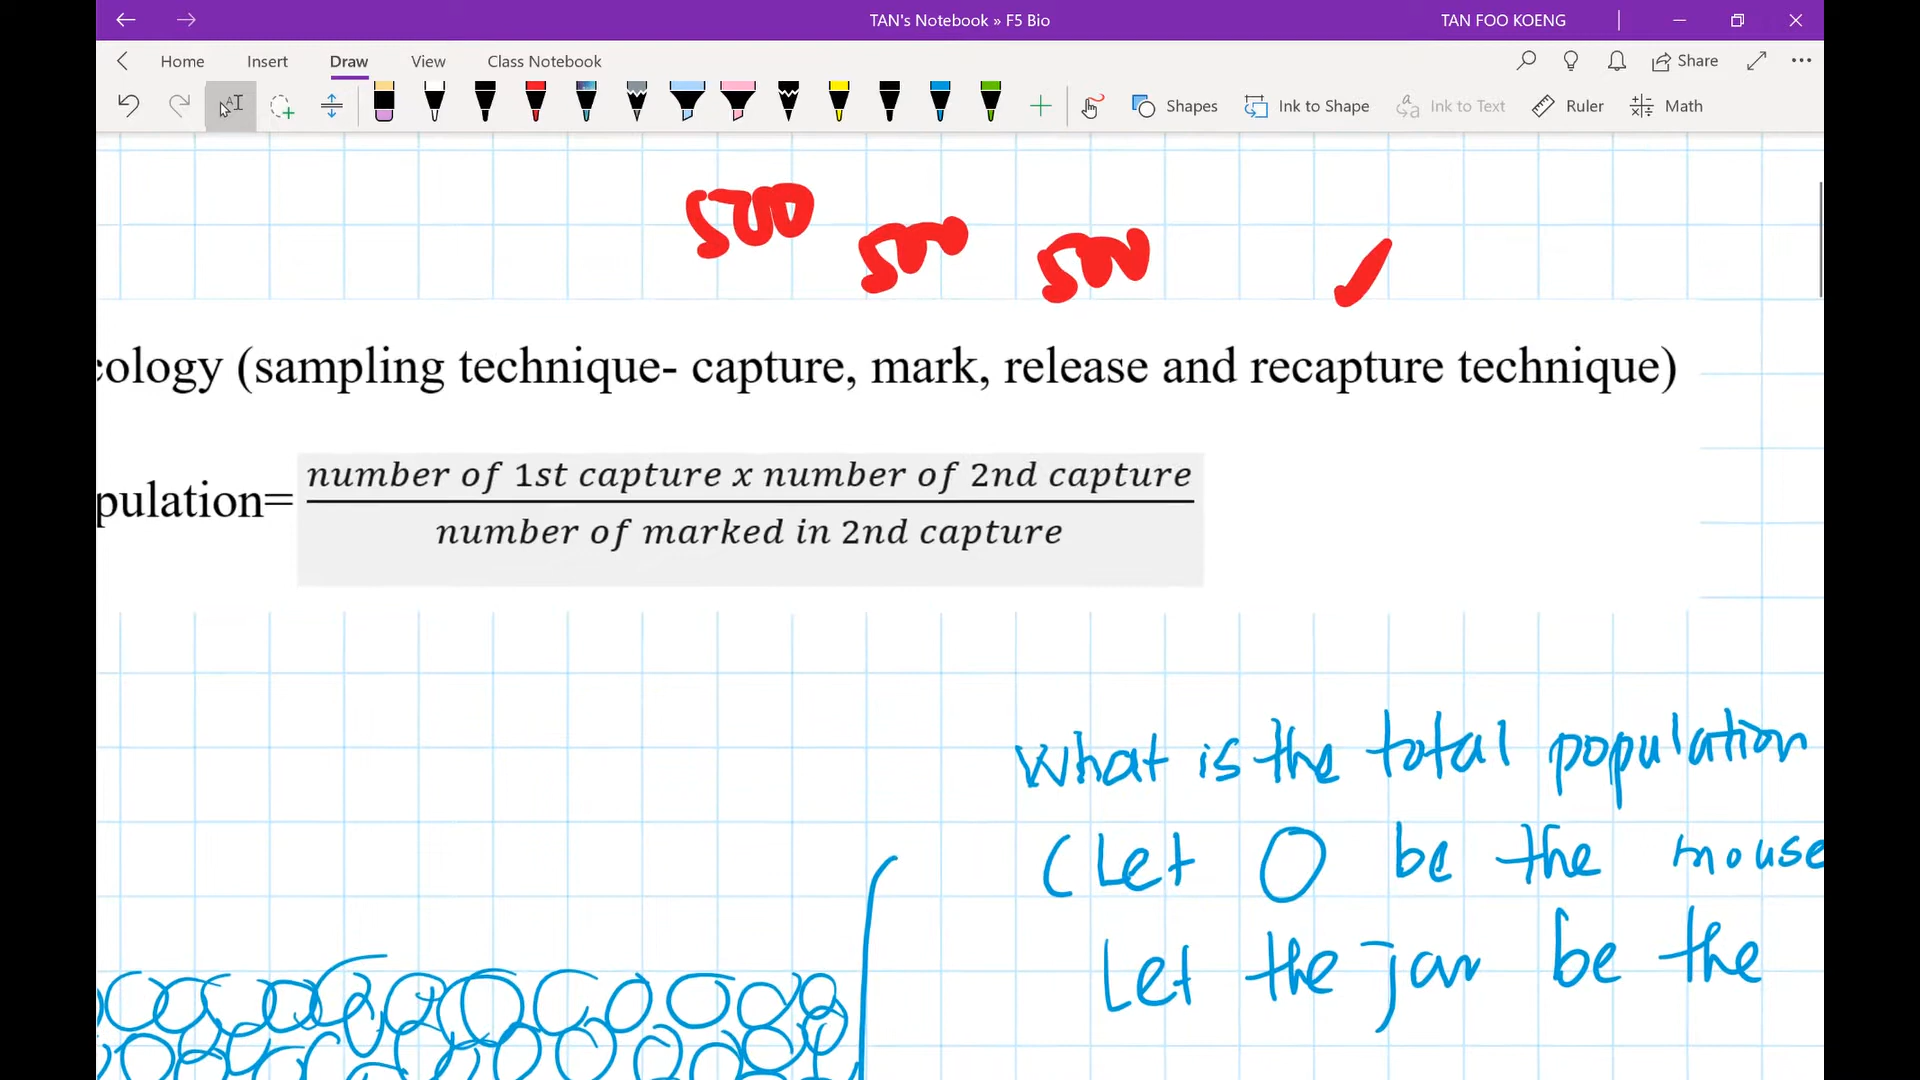 TAN's Notebook » F5 Bio
TAN FOO KOENG
Home Insert Draw View Class Notebook
Share
Shapes Ink to Shape Ink to Text Ruler Math
500 500 500
cology (sampling technique- capture, mark, release and recapture technique)
number of 1st capture x number of 2nd capture
pulation=
number of marked in 2nd capture
What is the total population
(Let O be the mouse
Let the jar be the